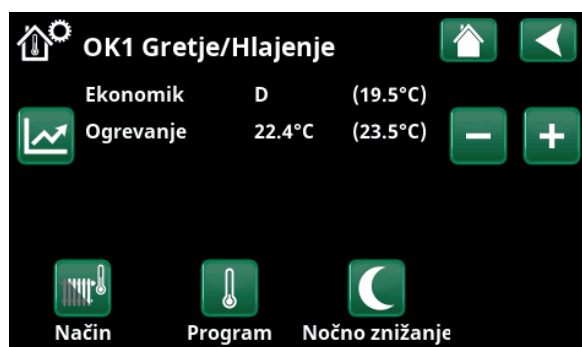 OK1 Gretje/Hlajenje
Ekonomik D (19.5°C)
Ogrevanje 22.4°C (23.5°C)
Način Program Nočno znižanje